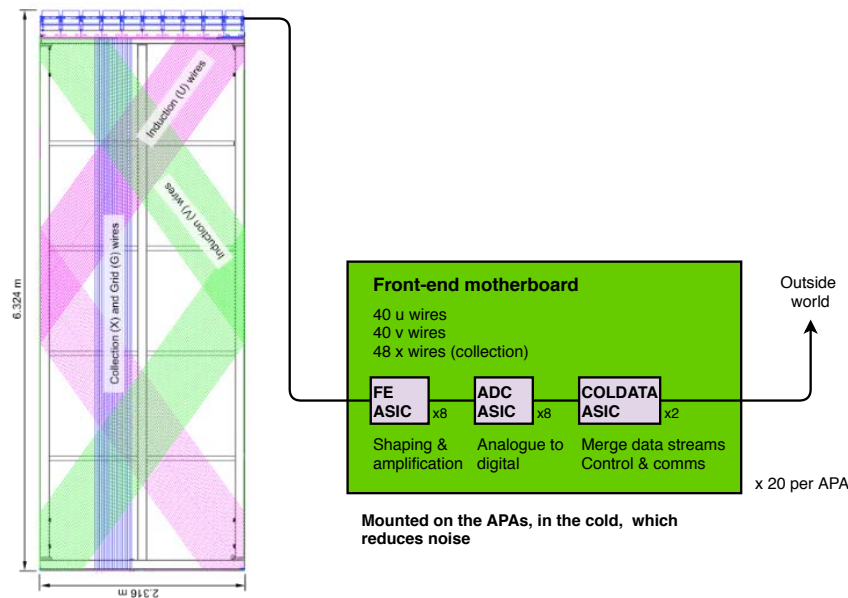 Induction (U) wires
Induction (V) wires
Collection (X) and Grid (G) wires
6.324 m
2.316 m
Front-end motherboard
40 u wires
40 v wires
48 x wires (collection)
FE
ASIC
x8
ADC
ASIC
x8
COLDATA
ASIC
x2
Shaping &
amplification
Analogue to
digital
Merge data streams
Control & comms
Outside
world
x 20 per APA
Mounted on the APAs, in the cold, which
reduces noise